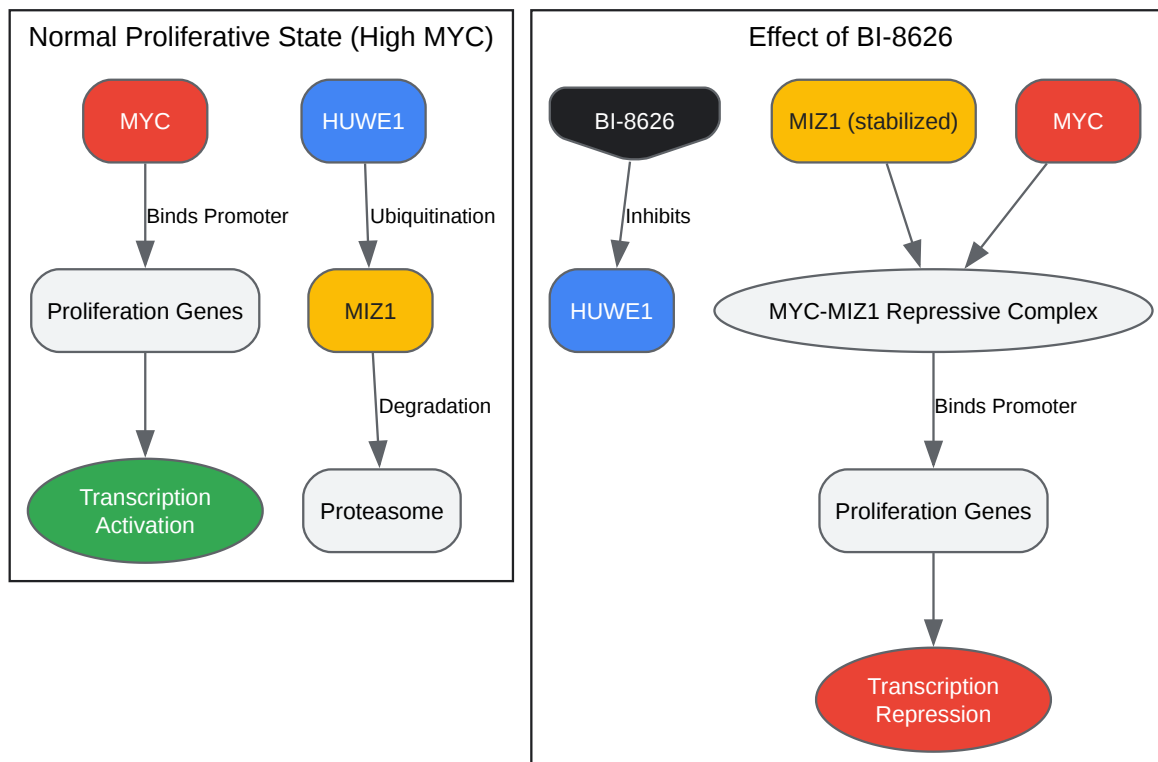 Normal Proliferative State (High MYC)
MYC
HUWE1
Binds Promoter
Ubiquitination
Proliferation Genes
MIZ1
Degradation
Transcription
Activation
Proteasome
Effect of BI-8626
BI-8626
MIZ1 (stabilized)
MYC
Inhibits
HUWE1
MYC-MIZ1 Repressive Complex
Binds Promoter
Proliferation Genes
Transcription
Repression